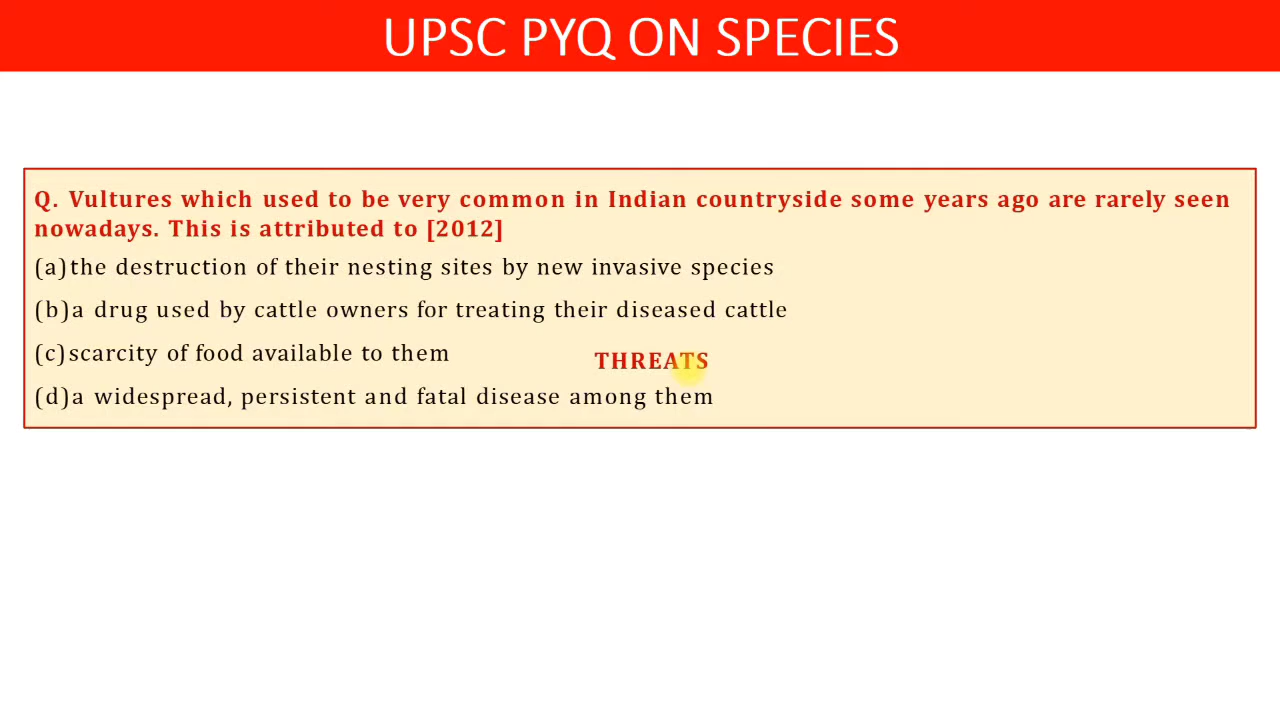 UPSC PYQ ON SPECIES
Q. Vultures which used to be very common in Indian countryside some years ago are rarely seen
nowadays. This is attributed to [2012]
(a)the destruction of their nesting sites by new invasive species
(b)a drug used by cattle owners for treating their diseased cattle
(c)scarcity of food available to them
THREATS
(d)a widespread, persistent and fatal disease among them